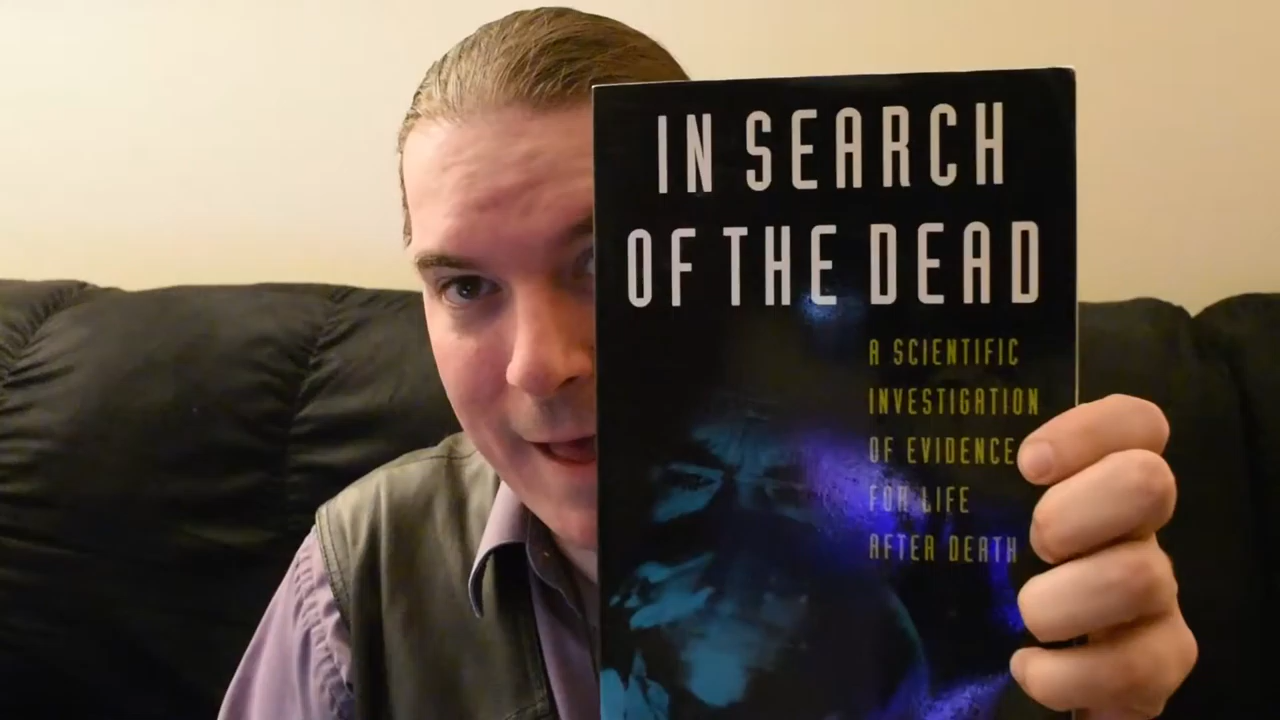 IN SEARCH
OF THE DEAD
A SCIENTIFIC
INVESTIGATION
OF EVIDENCE
FOR LIFE
AFTER DEATH